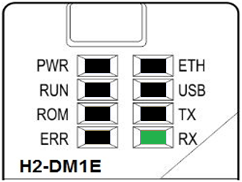 PWR ETH
RUN USB
ROM TX
ERR RX
H2-DM1E